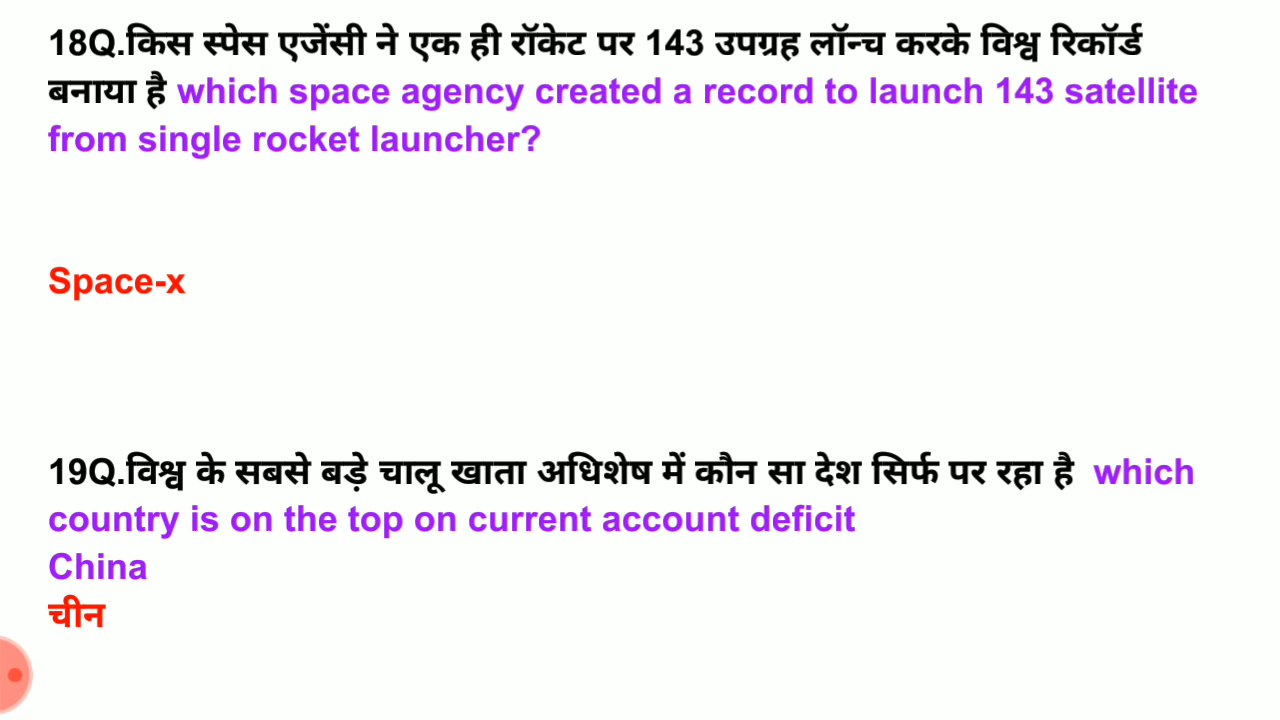 18Q.किस स्पेस एजेंसी ने एक ही रॉकेट पर 143 उपग्रह लॉन्च करके विश्व रिकॉर्ड
बनाया है which space agency created a record to launch 143 satellite
from single rocket launcher?
Space-x
19Q.विश्व के सबसे बड़े चालू खाता अधिशेष में कौन सा देश सिर्फ पर रहा है which
country is on the top on current account deficit
China
चीन